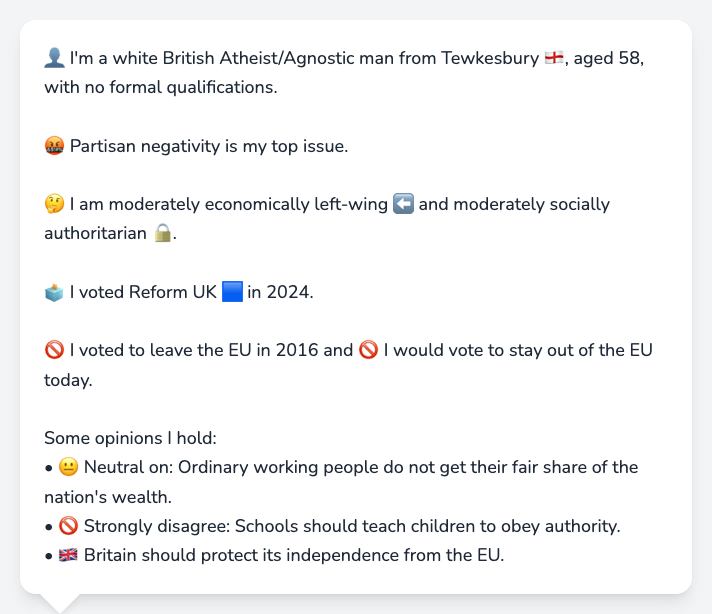 👤 I'm a white British Atheist/Agnostic man from Tewkesbury 🏴󠁧󠁢󠁥󠁮󠁧󠁿, aged 58,
with no formal qualifications.
🤬 Partisan negativity is my top issue.
🤔 I am moderately economically left-wing ⬅️ and moderately socially
authoritarian 🔒.
🗳️ I voted Reform UK 🟦 in 2024.
🚫 I voted to leave the EU in 2016 and 🚫 I would vote to stay out of the EU
today.
Some opinions I hold:
• 😐 Neutral on: Ordinary working people do not get their fair share of the
nation's wealth.
• 🚫 Strongly disagree: Schools should teach children to obey authority.
• 🇬🇧 Britain should protect its independence from the EU.